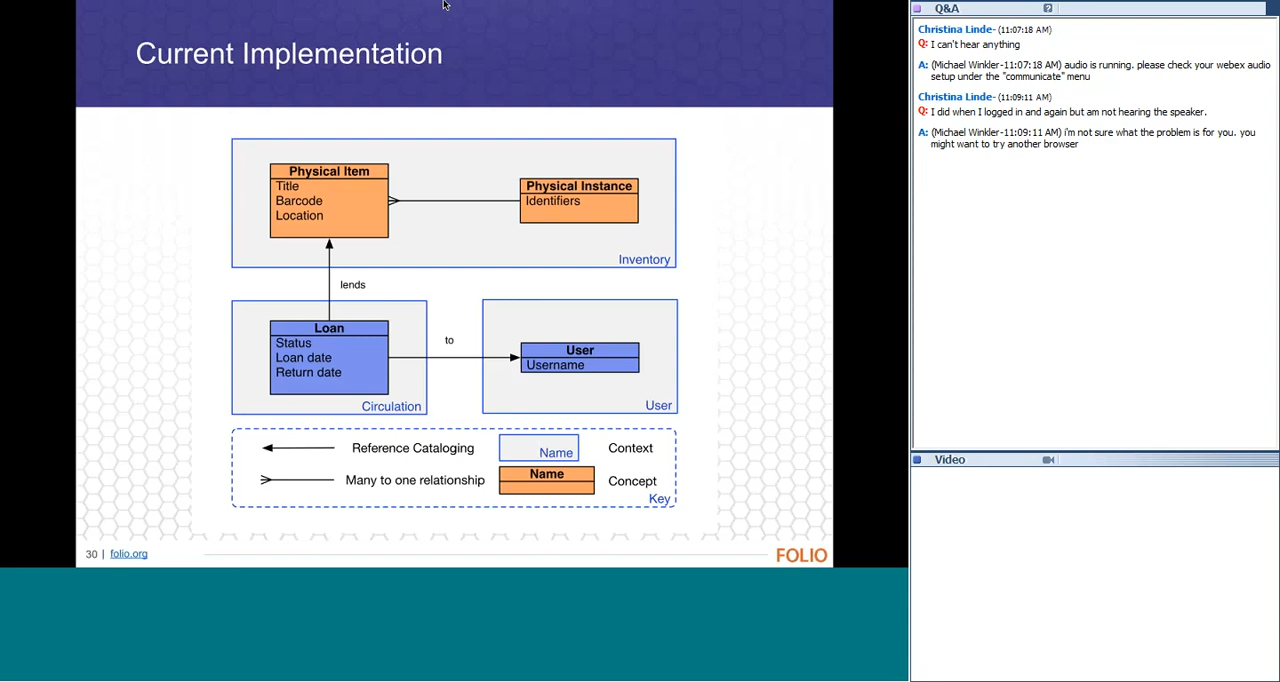 Current Implementation
Physical Item
Title
Barcode
Location
Physical Instance
Identifiers
Inventory
lends
Loan
Status
Loan date
Return date
Circulation
to
User
Username
User
Reference Cataloging
Name
Context
Many to one relationship
Name
Concept
Key
30 | folio.org
FOLIO
Q&A
?
Christina Linde- (11:07:18 AM)
Q: I can't hear anything
A: (Michael Winkler-11:07:18 AM) audio is running. please check your webex audio
setup under the "communicate" menu
Christina Linde- (11:09:11 AM)
Q: I did when I logged in and again but am not hearing the speaker.
A: (Michael Winkler-11:09:11 AM) i'm not sure what the problem is for you. you
might want to try another browser
Video